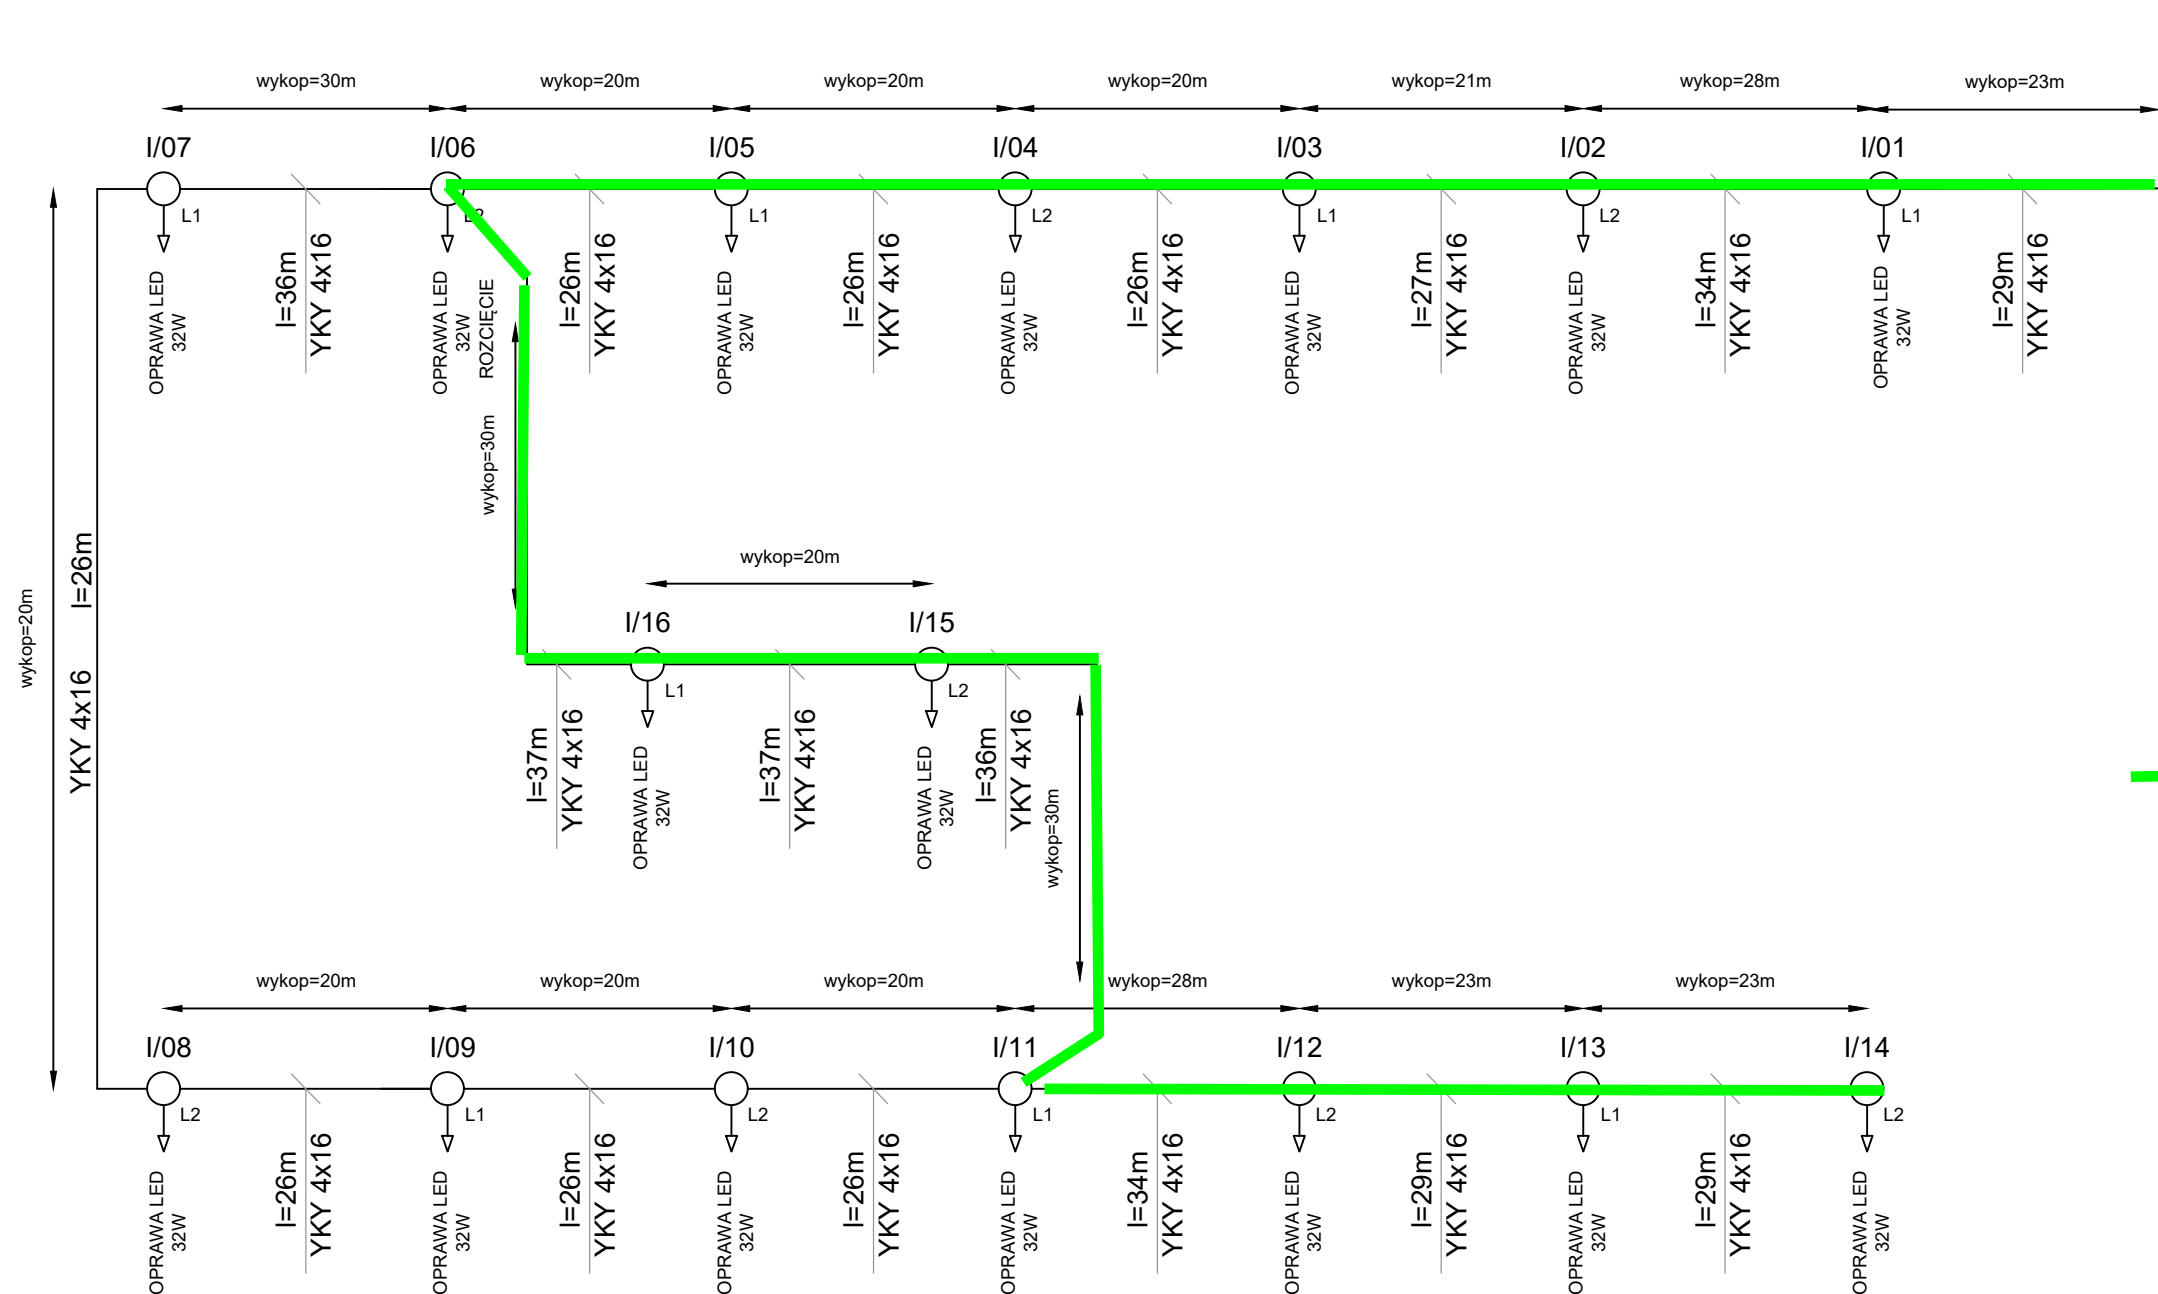 wykop=30m
wykop=20m
wykop=20m
wykop=20m
wykop=21m
wykop=28m
wykop=23m
I/07
I/06
I/05
I/04
I/03
I/02
I/01
L1
L2
L1
L2
L1
L2
L1
OPRAWA LED
32W
l=36m
YKY 4x16
OPRAWA LED
32W
ROZCIĘCIE
l=26m
YKY 4x16
OPRAWA LED
32W
l=26m
YKY 4x16
OPRAWA LED
32W
l=26m
YKY 4x16
OPRAWA LED
32W
l=27m
YKY 4x16
OPRAWA LED
32W
l=34m
YKY 4x16
OPRAWA LED
32W
l=29m
YKY 4x16
wykop=30m
wykop=20m
YKY 4x16 l=26m
wykop=20m
I/16
I/15
L1
L2
l=37m
YKY 4x16
OPRAWA LED
32W
l=37m
YKY 4x16
OPRAWA LED
32W
l=36m
YKY 4x16
wykop=30m
wykop=20m
wykop=20m
wykop=20m
wykop=28m
wykop=23m
wykop=23m
I/08
I/09
I/10
I/11
I/12
I/13
I/14
L2
L1
L2
L1
L2
L1
L2
OPRAWA LED
32W
l=26m
YKY 4x16
OPRAWA LED
32W
l=26m
YKY 4x16
OPRAWA LED
32W
l=26m
YKY 4x16
OPRAWA LED
32W
l=34m
YKY 4x16
OPRAWA LED
32W
l=29m
YKY 4x16
OPRAWA LED
32W
l=29m
YKY 4x16
OPRAWA LED
32W